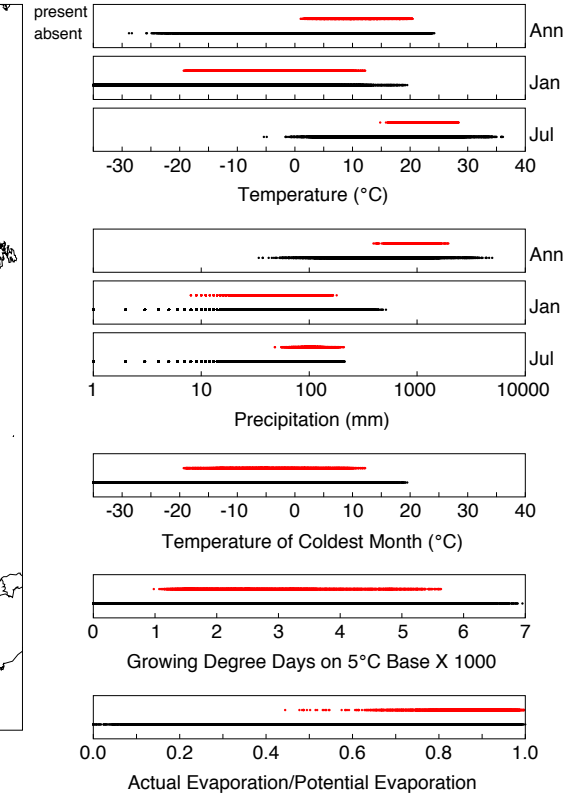 present
absent
Ann
Jan
Jul
-30 -20 -10 0 10 20 30 40
Temperature (°C)
Ann
Jan
Jul
1 10 100 1000 10000
Precipitation (mm)
-30 -20 -10 0 10 20 30 40
Temperature of Coldest Month (°C)
0 1 2 3 4 5 6 7
Growing Degree Days on 5°C Base X 1000
0.0 0.2 0.4 0.6 0.8 1.0
Actual Evaporation/Potential Evaporation